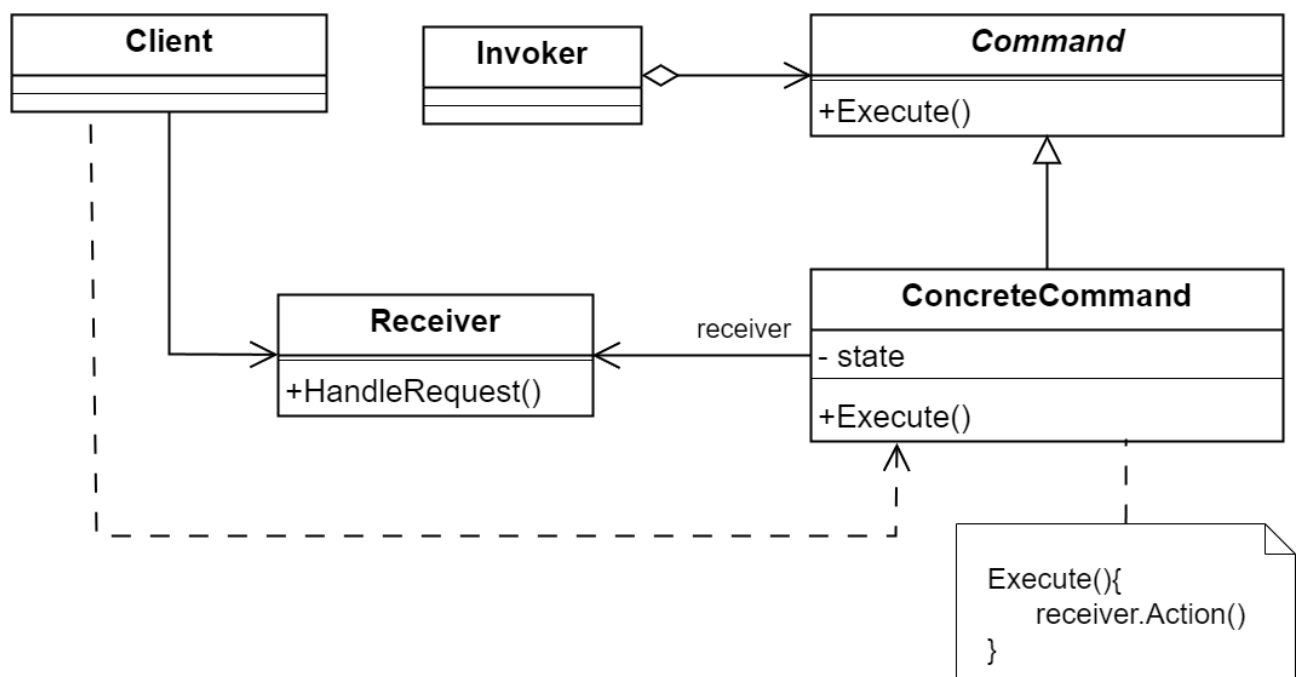 Client
Invoker
Command
+Execute()
Receiver
+HandleRequest()
receiver
ConcreteCommand
- state
+Execute()
Execute(){
receiver.Action()
}